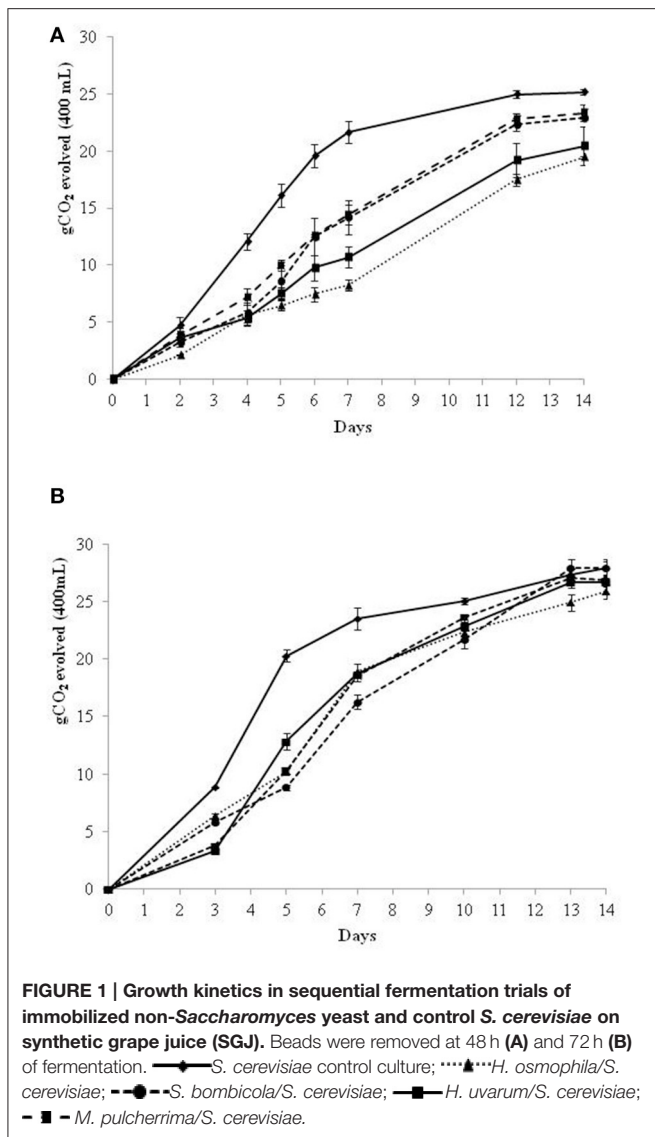 A
gCO₂ evolved (400 mL)
30
25
20
15
10
5
0
0 1 2 3 4 5 6 7 8 9 10 11 12 13 14
Days
B
gCO₂ evolved (400mL)
30
25
20
15
10
5
0
0 1 2 3 4 5 6 7 8 9 10 11 12 13 14
Days
FIGURE 1 | Growth kinetics in sequential fermentation trials of
immobilized non-Saccharomyces yeast and control S. cerevisiae on
synthetic grape juice (SGJ). Beads were removed at 48 h (A) and 72 h (B)
of fermentation. S. cerevisiae control culture; H. osmophila/S.
cerevisiae; S. bombicola/S. cerevisiae; H. uvarum/S. cerevisiae;
M. pulcherrima/S. cerevisiae.